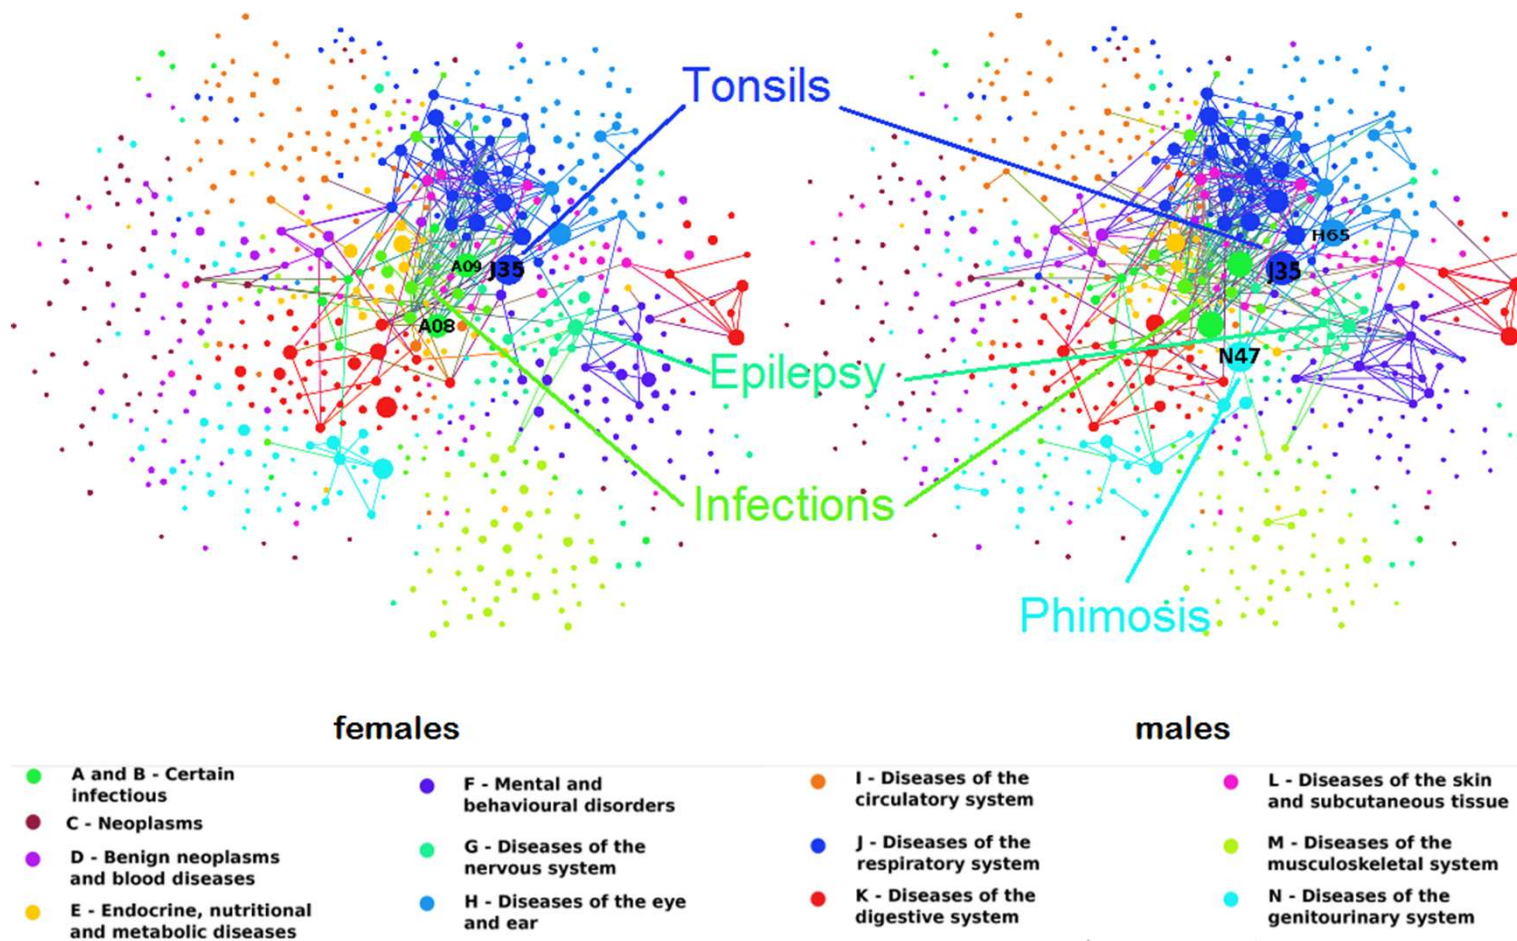 Tonsils
H65
A09
J35
J35
A08
N47
Epilepsy
Infections
Phimosis
females
males
A and B - Certain
infectious
C - Neoplasms
D - Benign neoplasms
and blood diseases
E - Endocrine, nutritional
and metabolic diseases
F - Mental and
behavioural disorders
G - Diseases of the
nervous system
H - Diseases of the eye
and ear
I - Diseases of the
circulatory system
J - Diseases of the
respiratory system
K - Diseases of the
digestive system
L - Diseases of the skin
and subcutaneous tissue
M - Diseases of the
musculoskeletal system
N - Diseases of the
genitourinary system